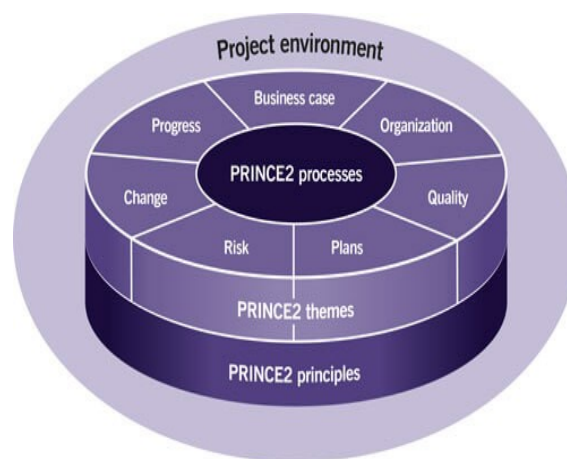 Project environment
Business case
Progress
Organization
PRINCE2 processes
Change
Quality
Risk
Plans
PRINCE2 themes
PRINCE2 principles